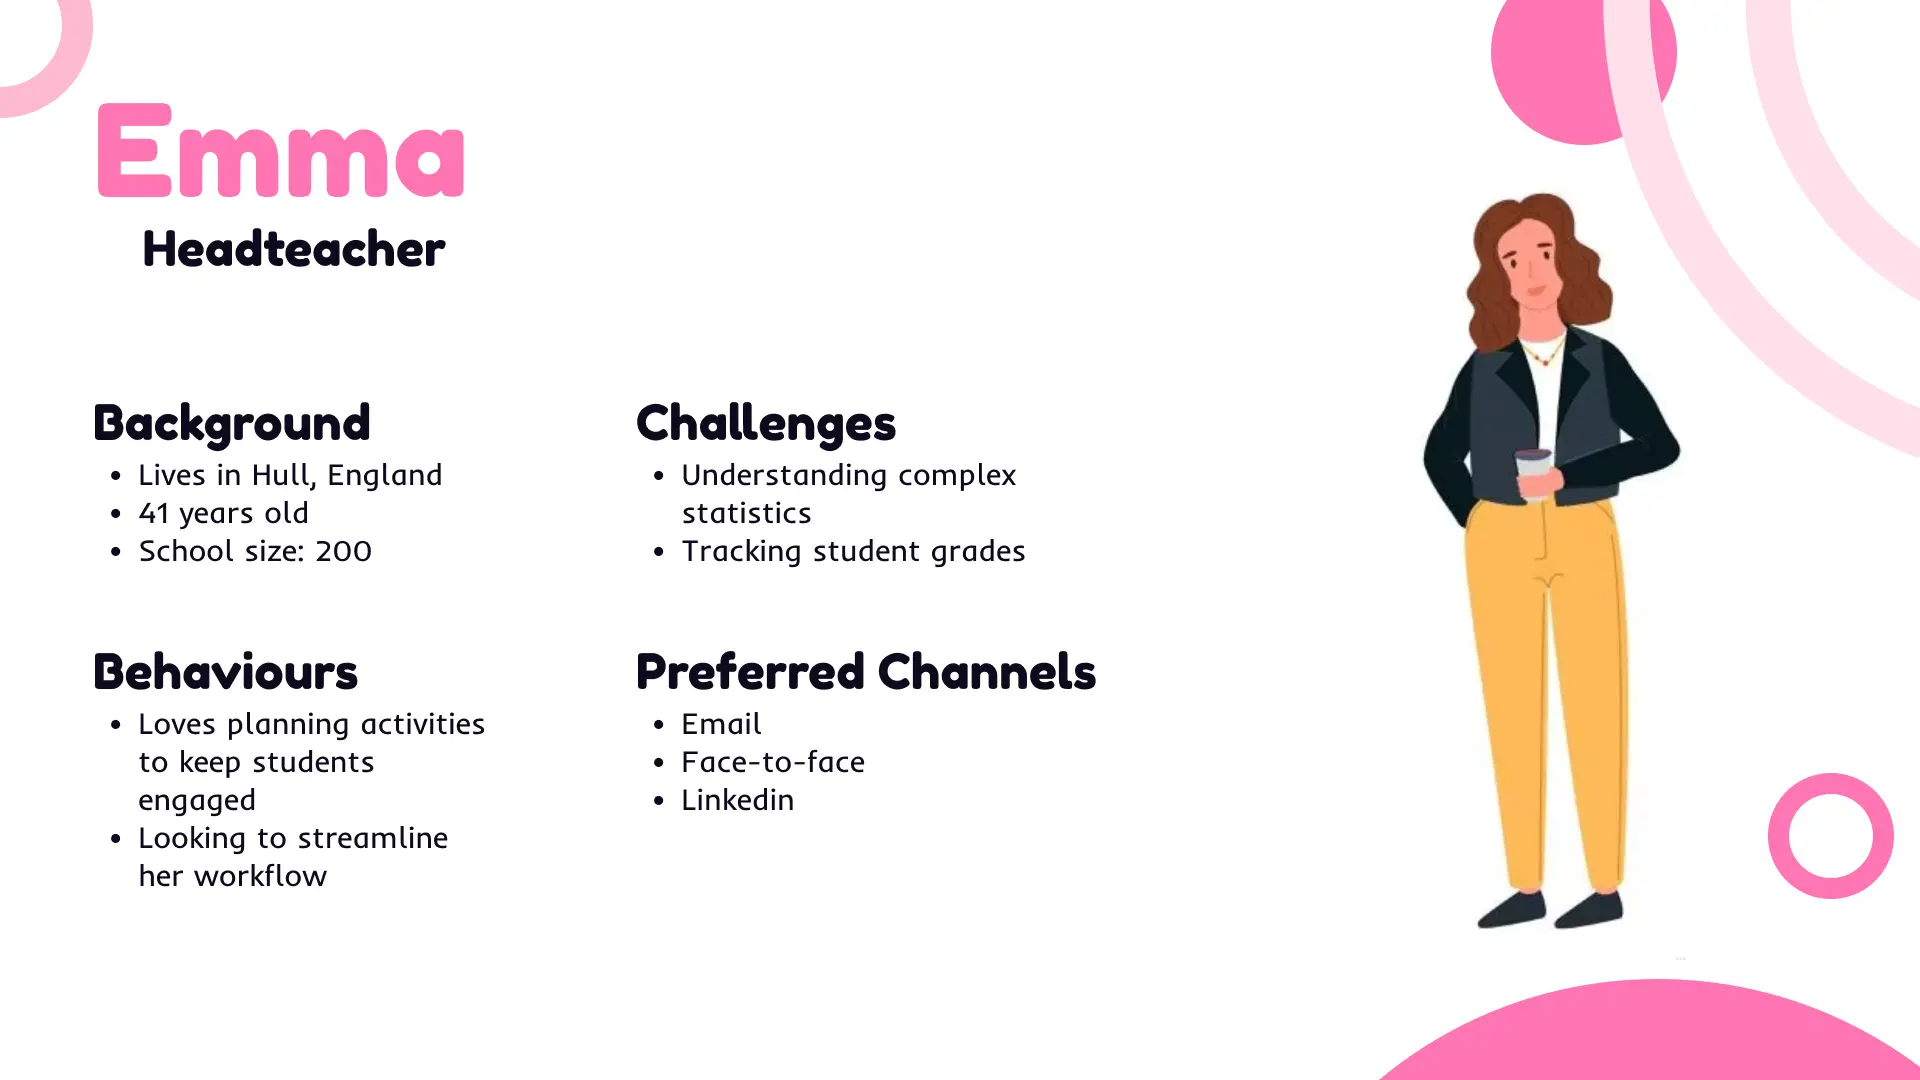 Emma
Headteacher
Background
• Lives in Hull, England
• 41 years old
• School size: 200
Challenges
• Understanding complex
statistics
• Tracking student grades
Behaviours
• Loves planning activities
to keep students
engaged
• Looking to streamline
her workflow
Preferred Channels
• Email
• Face-to-face
• Linkedin